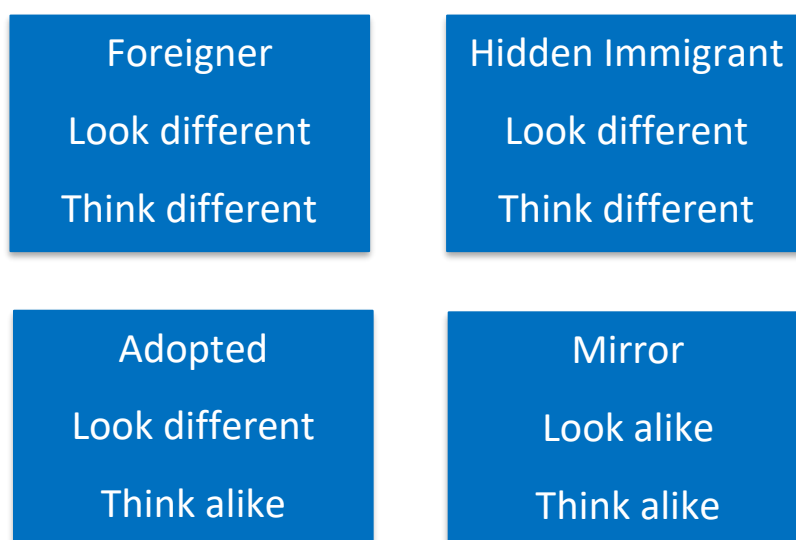 Foreigner
Look different
Think different
Hidden Immigrant
Look different
Think different
Adopted
Look different
Think alike
Mirror
Look alike
Think alike